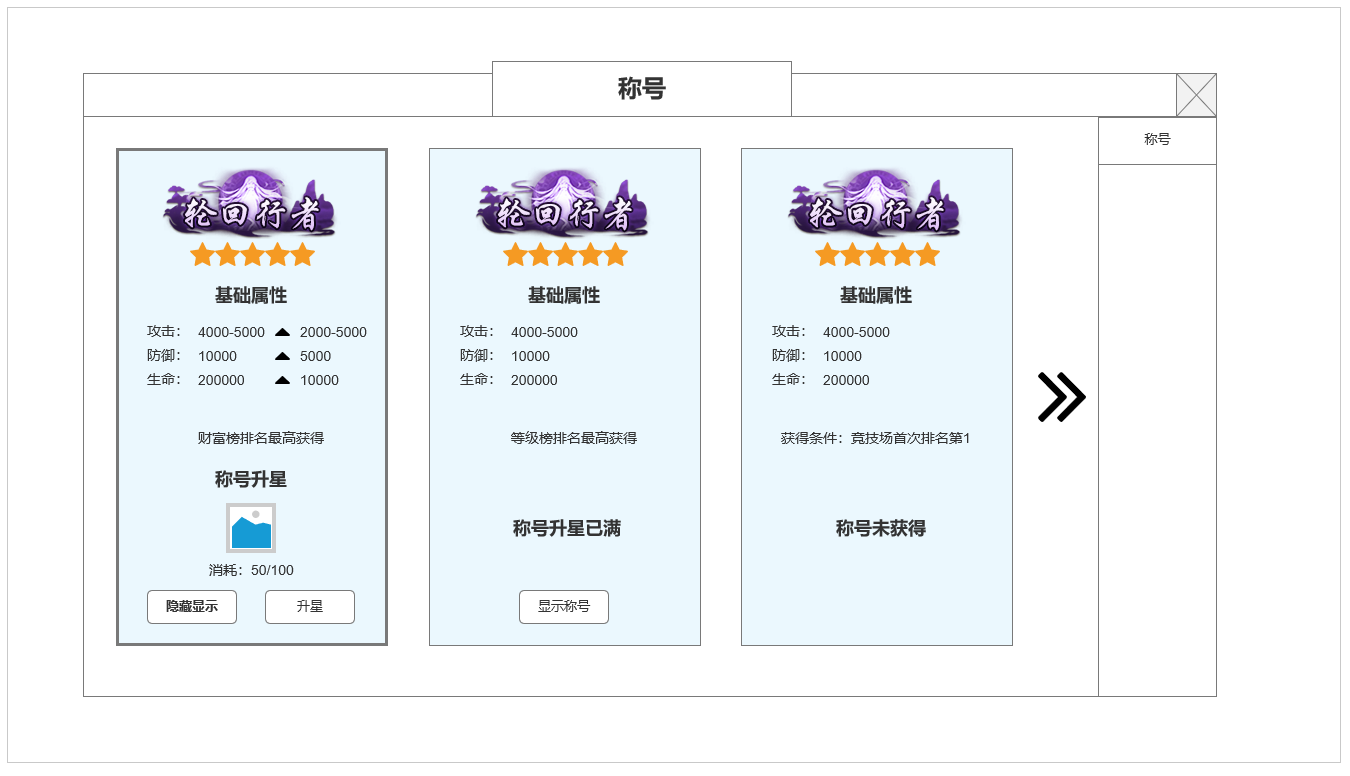 称号
称号
轮回行者
基础属性
攻击: 4000-5000 2000-5000
防御: 10000 5000
生命: 200000 10000
财富榜排名最高获得
称号升星
消耗: 50/100
隐藏显示 升星
轮回行者
基础属性
攻击: 4000-5000
防御: 10000
生命: 200000
等级榜排名最高获得
称号升星已满
显示称号
轮回行者
基础属性
攻击: 4000-5000
防御: 10000
生命: 200000
获得条件: 竞技场首次排名第1
称号未获得